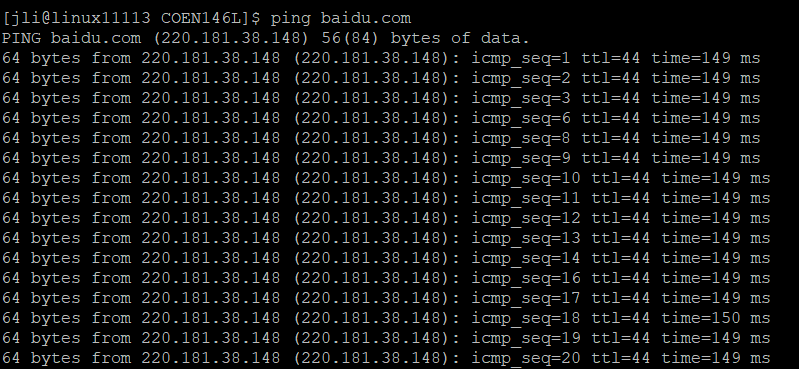 [jli@linux11113 COEN146L]$ ping baidu.com
PING baidu.com (220.181.38.148) 56(84) bytes of data.
64 bytes from 220.181.38.148 (220.181.38.148): icmp_seq=1 ttl=44 time=149 ms
64 bytes from 220.181.38.148 (220.181.38.148): icmp_seq=2 ttl=44 time=149 ms
64 bytes from 220.181.38.148 (220.181.38.148): icmp_seq=3 ttl=44 time=149 ms
64 bytes from 220.181.38.148 (220.181.38.148): icmp_seq=6 ttl=44 time=149 ms
64 bytes from 220.181.38.148 (220.181.38.148): icmp_seq=8 ttl=44 time=149 ms
64 bytes from 220.181.38.148 (220.181.38.148): icmp_seq=9 ttl=44 time=149 ms
64 bytes from 220.181.38.148 (220.181.38.148): icmp_seq=10 ttl=44 time=149 ms
64 bytes from 220.181.38.148 (220.181.38.148): icmp_seq=11 ttl=44 time=149 ms
64 bytes from 220.181.38.148 (220.181.38.148): icmp_seq=12 ttl=44 time=149 ms
64 bytes from 220.181.38.148 (220.181.38.148): icmp_seq=13 ttl=44 time=149 ms
64 bytes from 220.181.38.148 (220.181.38.148): icmp_seq=14 ttl=44 time=149 ms
64 bytes from 220.181.38.148 (220.181.38.148): icmp_seq=16 ttl=44 time=149 ms
64 bytes from 220.181.38.148 (220.181.38.148): icmp_seq=17 ttl=44 time=149 ms
64 bytes from 220.181.38.148 (220.181.38.148): icmp_seq=18 ttl=44 time=150 ms
64 bytes from 220.181.38.148 (220.181.38.148): icmp_seq=19 ttl=44 time=149 ms
64 bytes from 220.181.38.148 (220.181.38.148): icmp_seq=20 ttl=44 time=149 ms